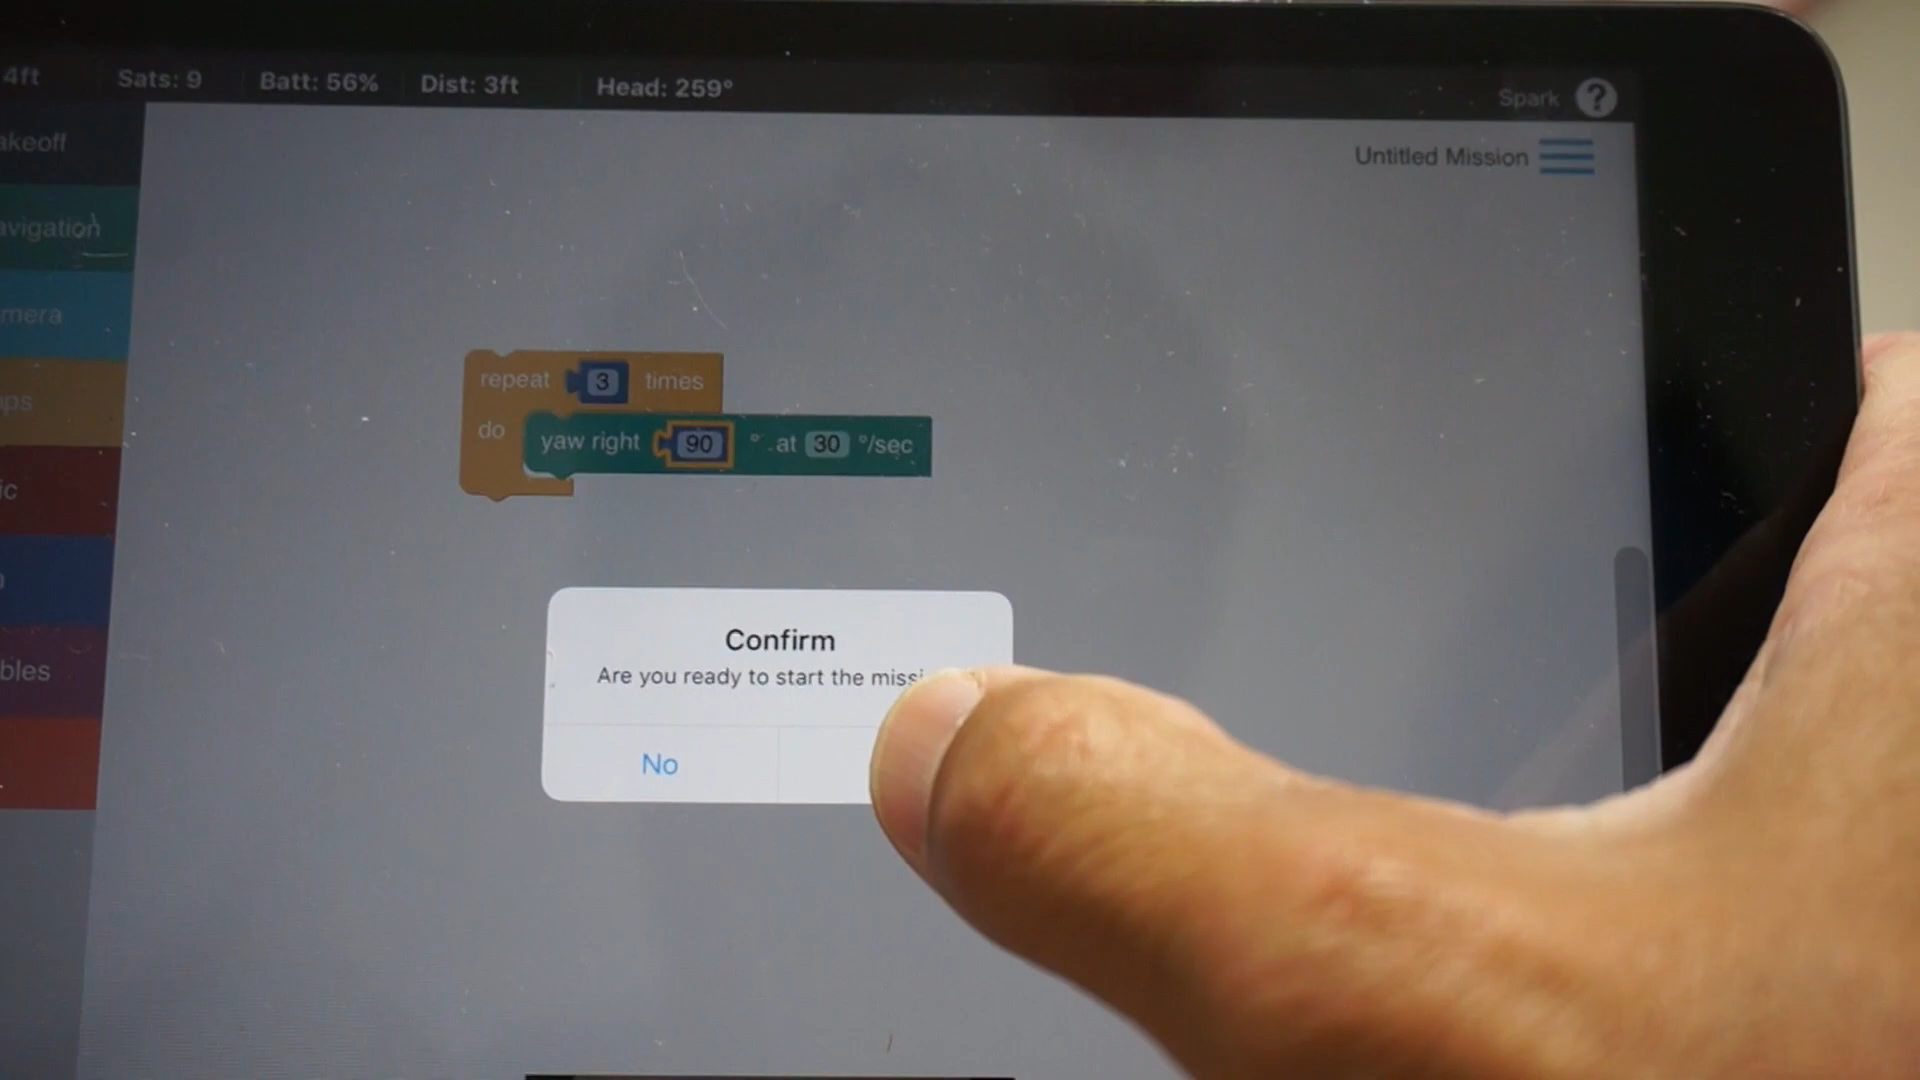 4ft Sats: 9 Batt: 56% Dist: 3ft Head: 259° Spark ?
Untitled Mission
akeoff
avigation
mera
ps
ic
bles
repeat 3 times
do yaw right 90 ° at 30 °/sec
Confirm
Are you ready to start the missi
No